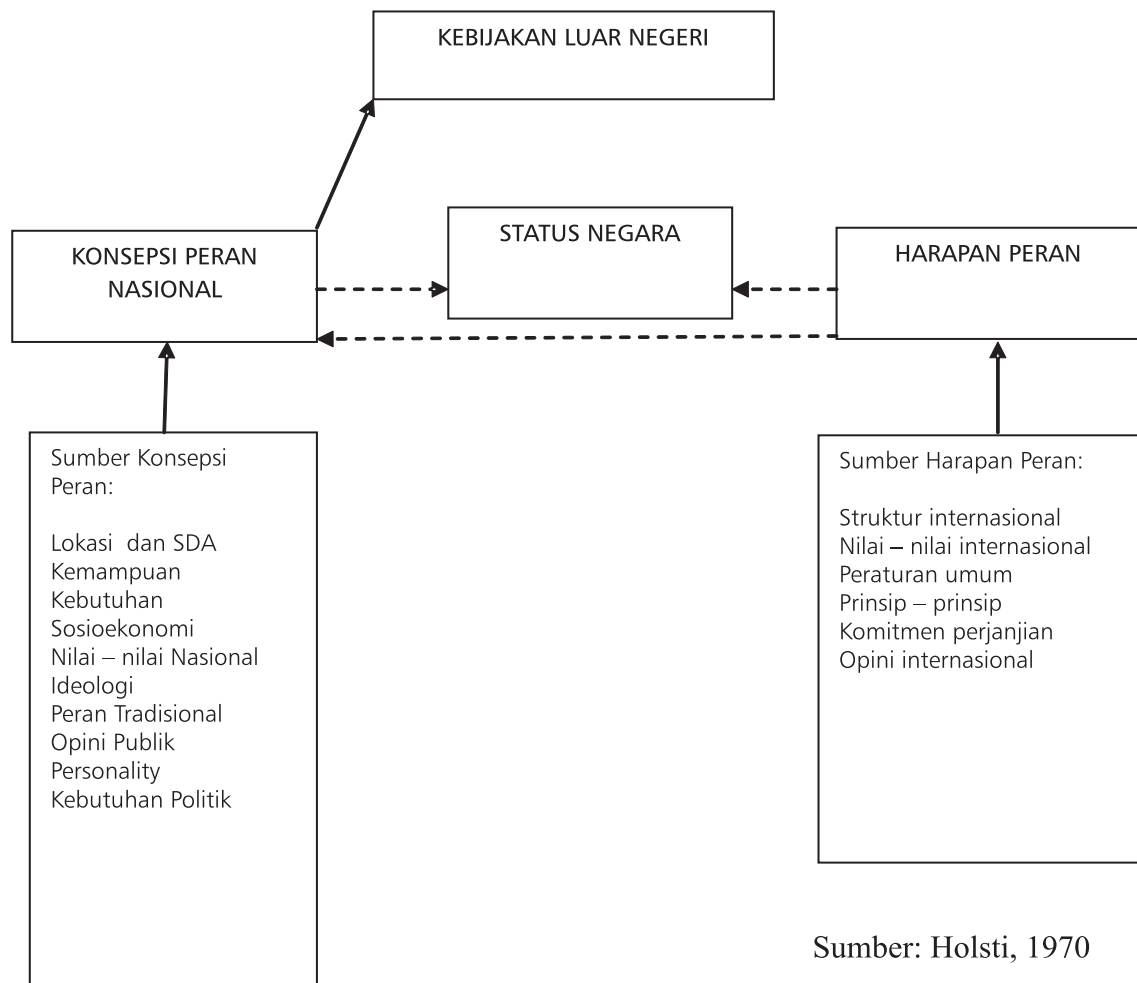 KEBIJAKAN LUAR NEGERI
KONSEPSI PERAN
NASIONAL
STATUS NEGARA
HARAPAN PERAN
Sumber Konsepsi
Peran:
Lokasi dan SDA
Kemampuan
Kebutuhan
Sosioekonomi
Nilai – nilai Nasional
Ideologi
Peran Tradisional
Opini Publik
Personality
Kebutuhan Politik
Sumber Harapan Peran:
Struktur internasional
Nilai – nilai internasional
Peraturan umum
Prinsip – prinsip
Komitmen perjanjian
Opini internasional
Sumber: Holsti, 1970